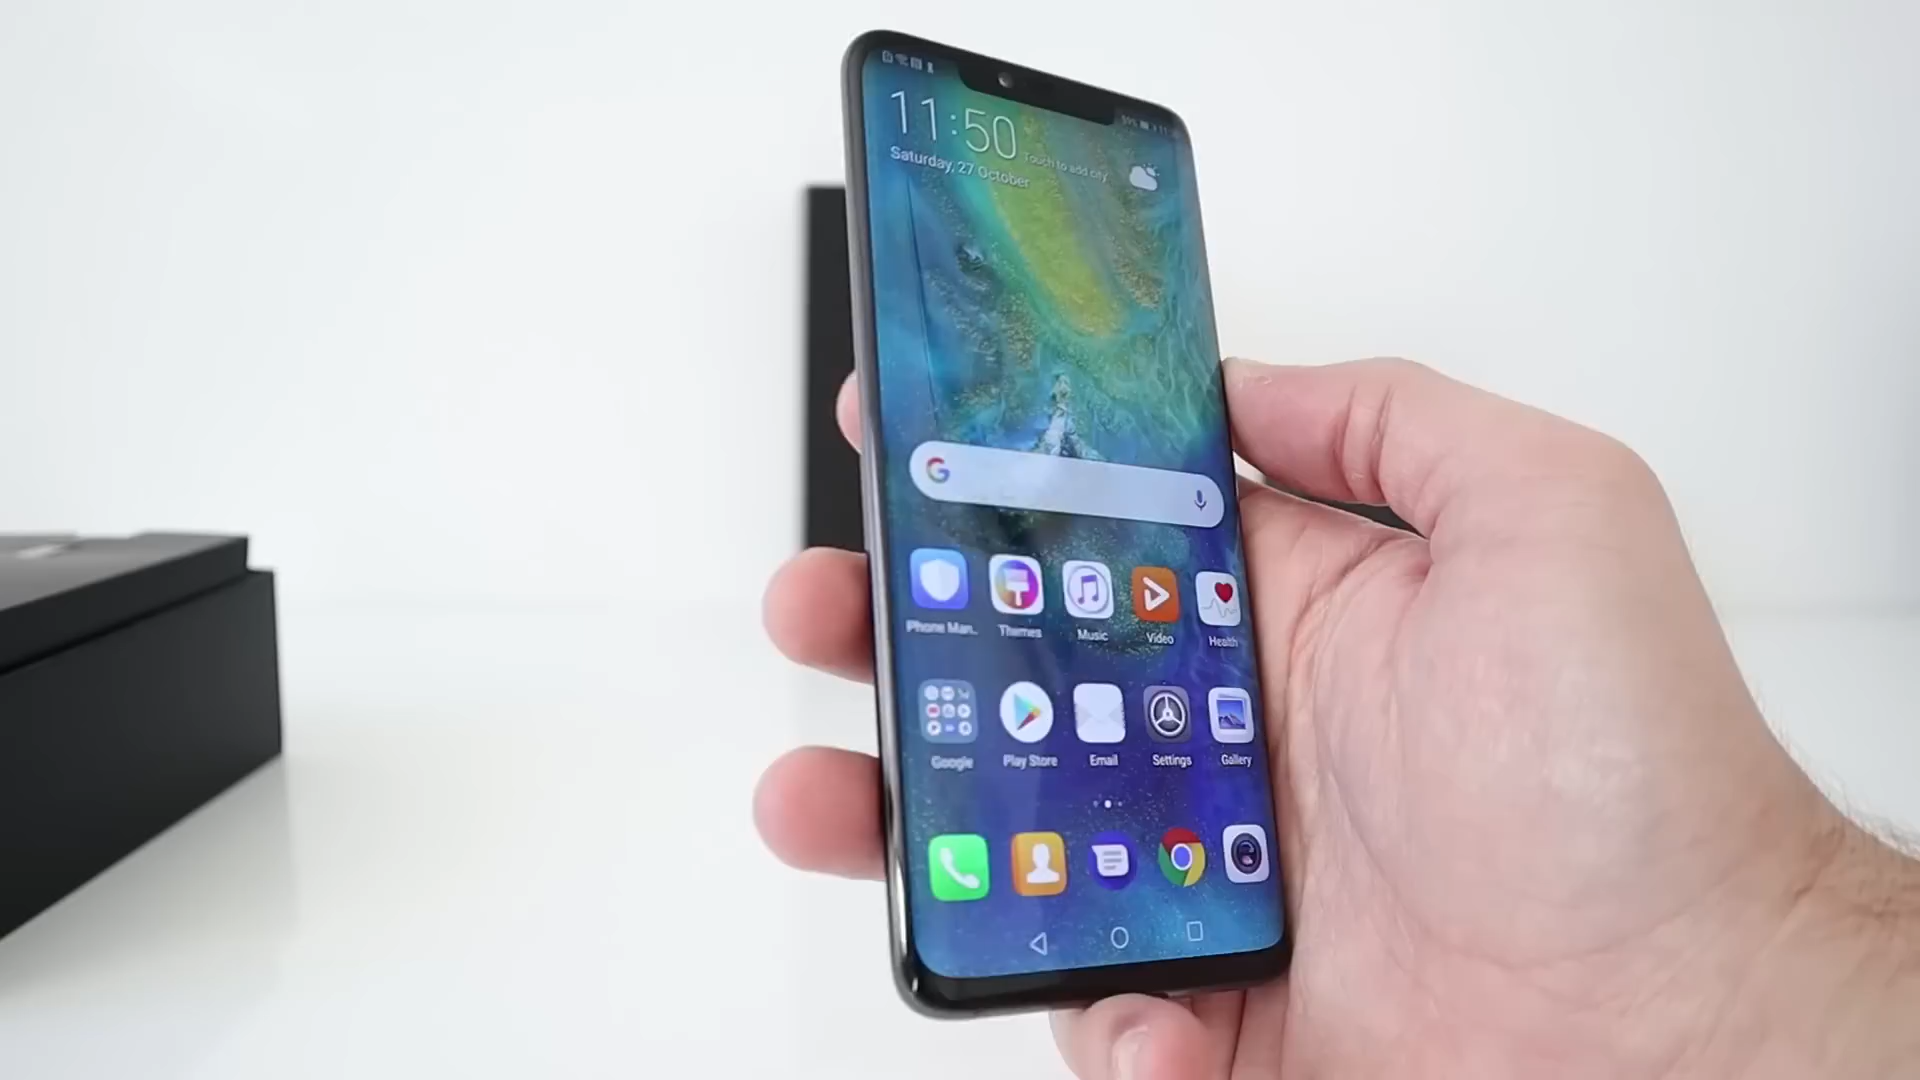 11:50
Saturday, 27 October
Touch to add city
Phone Man..
Themes
Music
Video
Health
Google
Play Store
Email
Settings
Gallery